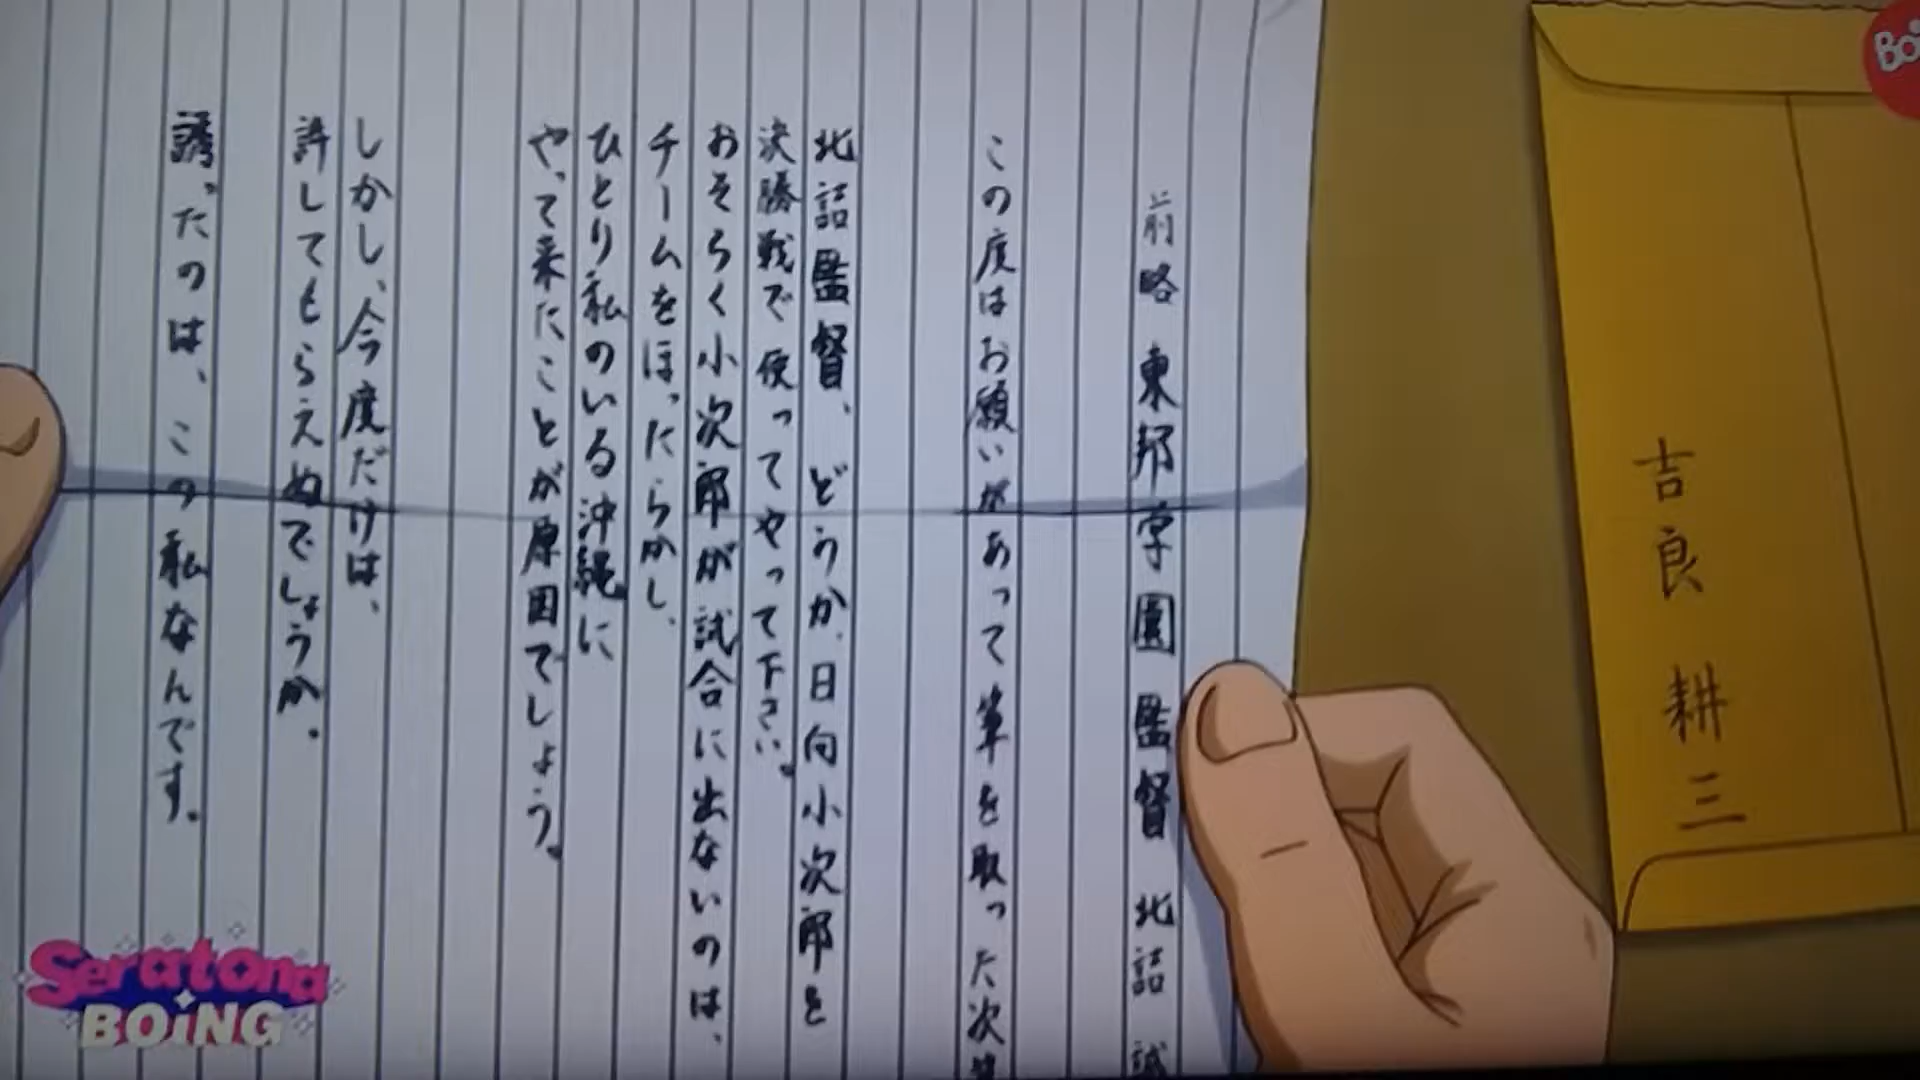 前略 東邦学園 監督 北詰 誠
この度はお願いがあって筆を取った次第
北詰監督、どうか、日向小次郎を
決勝戦で使ってやって下さい。
おそらく小次郎が試合に出ないのは、
チームをほったらかし、
ひとり私のいる沖縄に
やって来たことが原因でしょう。
しかし、今度だけは、
許してもらえぬでしょうか。
誘ったのは、この私なんです。
吉良 耕三
Boi
Seratona
BOiNG